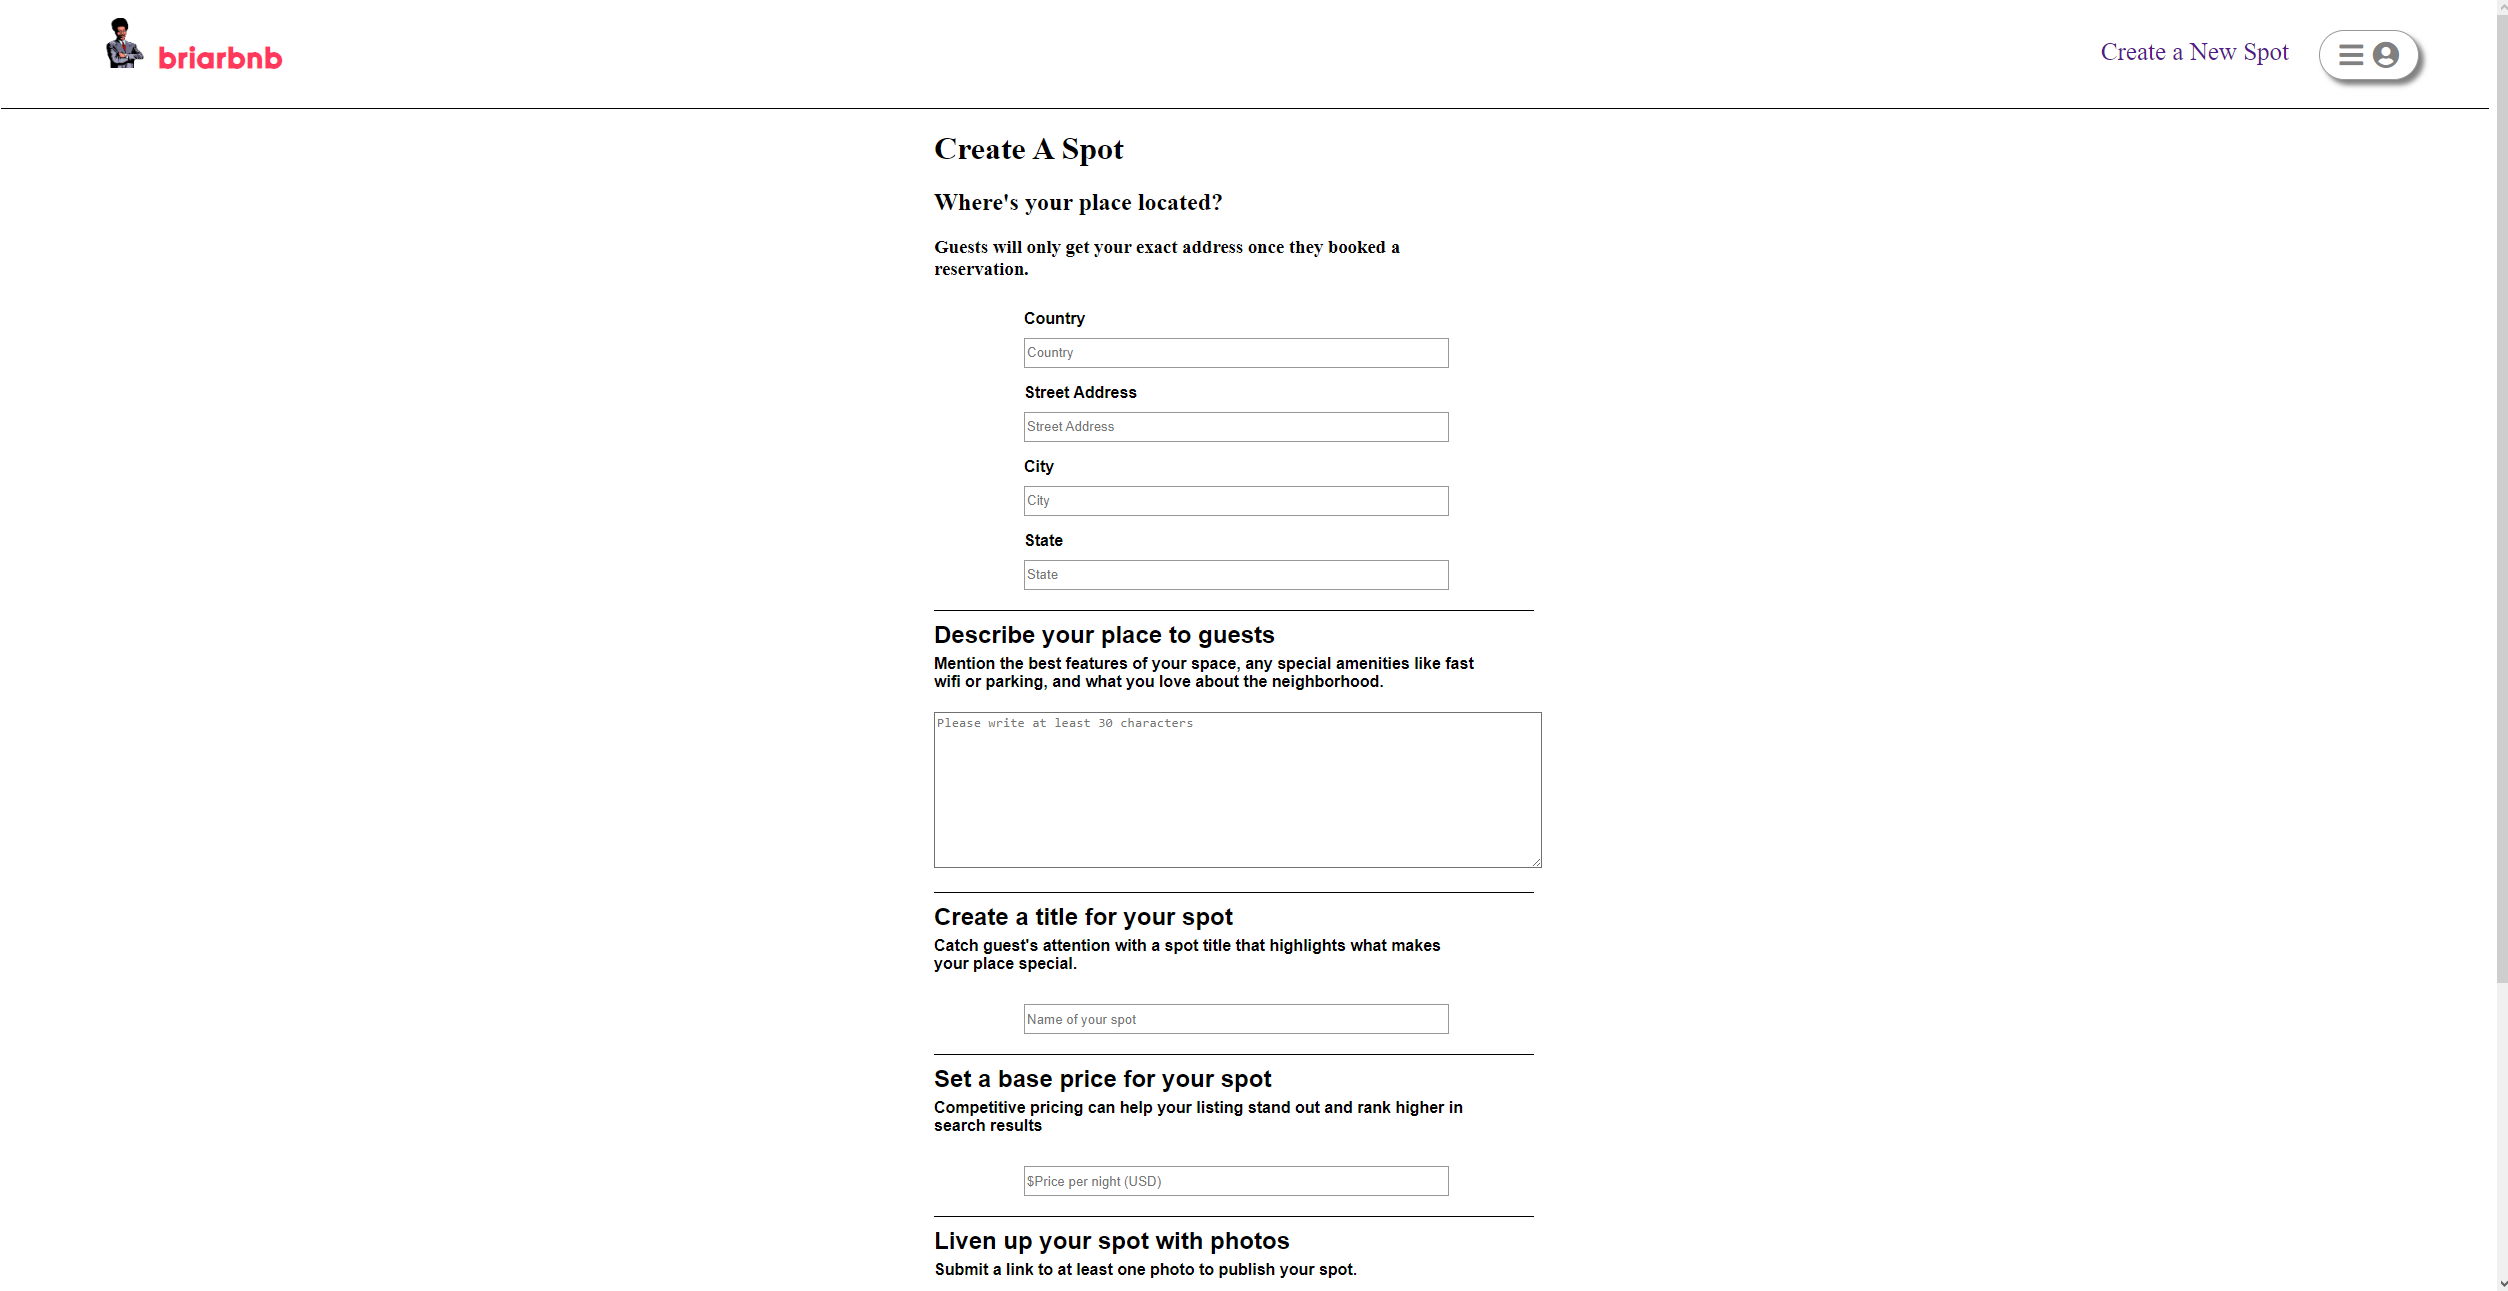 briarbnb
Create a New Spot
Create A Spot
Where's your place located?
Guests will only get your exact address once they booked a
reservation.
Country
Country
Street Address
Street Address
City
City
State
State
Describe your place to guests
Mention the best features of your space, any special amenities like fast
wifi or parking, and what you love about the neighborhood.
Please write at least 30 characters
Create a title for your spot
Catch guest's attention with a spot title that highlights what makes
your place special.
Name of your spot
Set a base price for your spot
Competitive pricing can help your listing stand out and rank higher in
search results
$Price per night (USD)
Liven up your spot with photos
Submit a link to at least one photo to publish your spot.